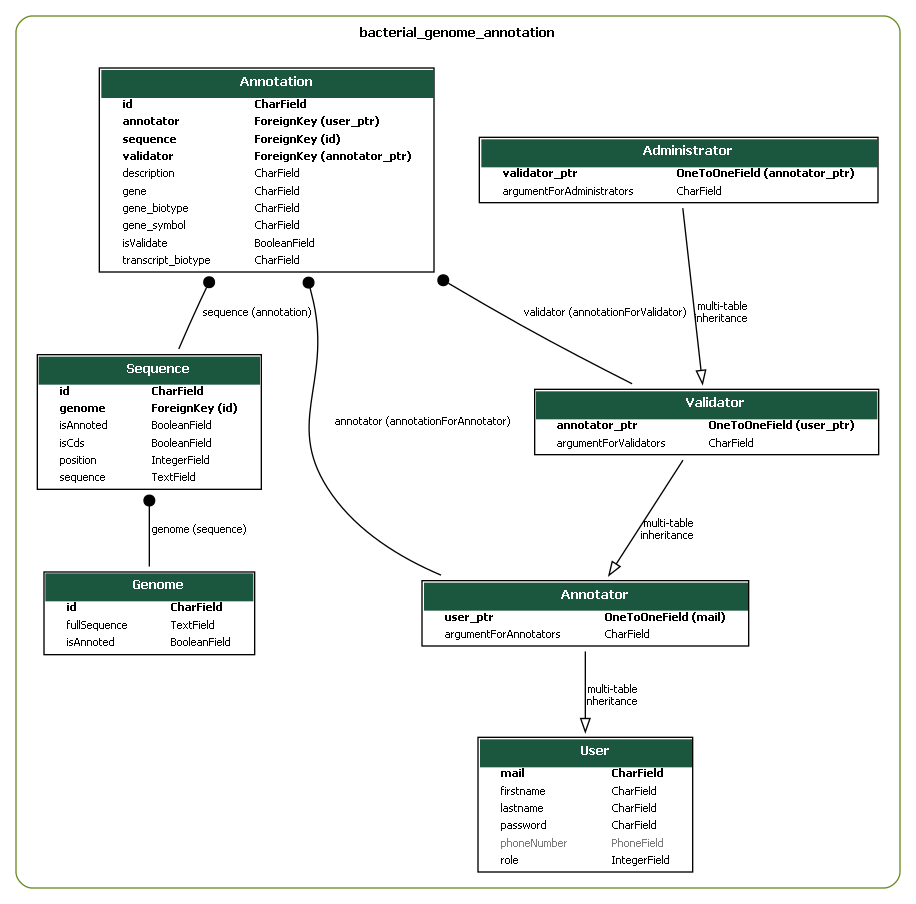 bacterial_genome_annotation
Annotation
id CharField
annotator ForeignKey (user_ptr)
sequence ForeignKey (id)
validator ForeignKey (annotator_ptr)
description CharField
gene CharField
gene_biotype CharField
gene_symbol CharField
isValidate BooleanField
transcript_biotype CharField
Administrator
validator_ptr OneToOneField (annotator_ptr)
argumentForAdministrators CharField
sequence (annotation)
validator (annotationForValidator)
multi-table
inheritance
Sequence
id CharField
genome ForeignKey (id)
isAnnoted BooleanField
isCds BooleanField
position IntegerField
sequence TextField
annotator (annotationForAnnotator)
Validator
annotator_ptr OneToOneField (user_ptr)
argumentForValidators CharField
genome (sequence)
multi-table
inheritance
Genome
id CharField
fullSequence TextField
isAnnoted BooleanField
Annotator
user_ptr OneToOneField (mail)
argumentForAnnotators CharField
multi-table
inheritance
User
mail CharField
firstname CharField
lastname CharField
password CharField
phoneNumber PhoneField
role IntegerField